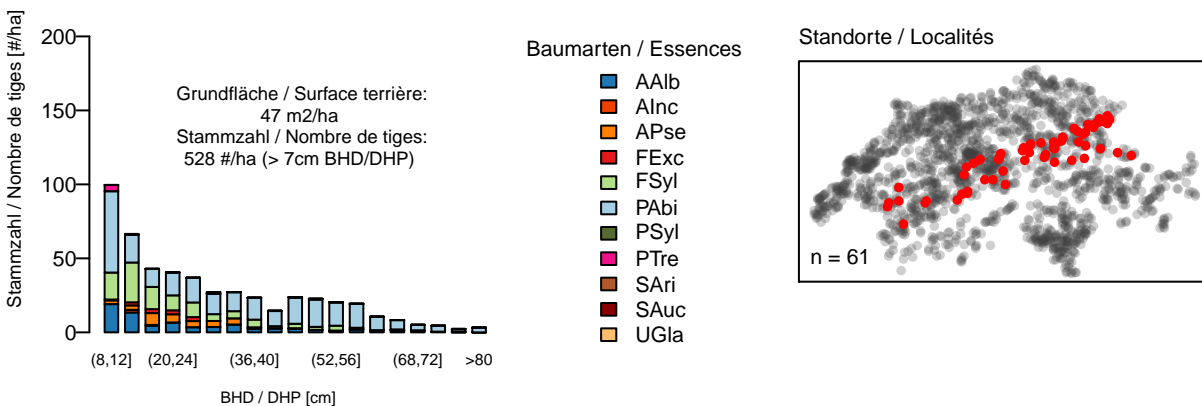 Stammzahl / Nombre de tiges [#/ha]
200
150
100
50
0
Grundfläche / Surface terrière:
47 m2/ha
Stammzahl / Nombre de tiges:
528 #/ha (> 7cm BHD/DHP)
(8,12]
(20,24]
(36,40]
(52,56]
(68,72]
>80
BHD / DHP [cm]
Baumarten / Essences
AAlb
AInc
APse
FExc
FSyl
PAbi
PSyl
PTre
SAri
SAuc
UGla
Standorte / Localités
n = 61